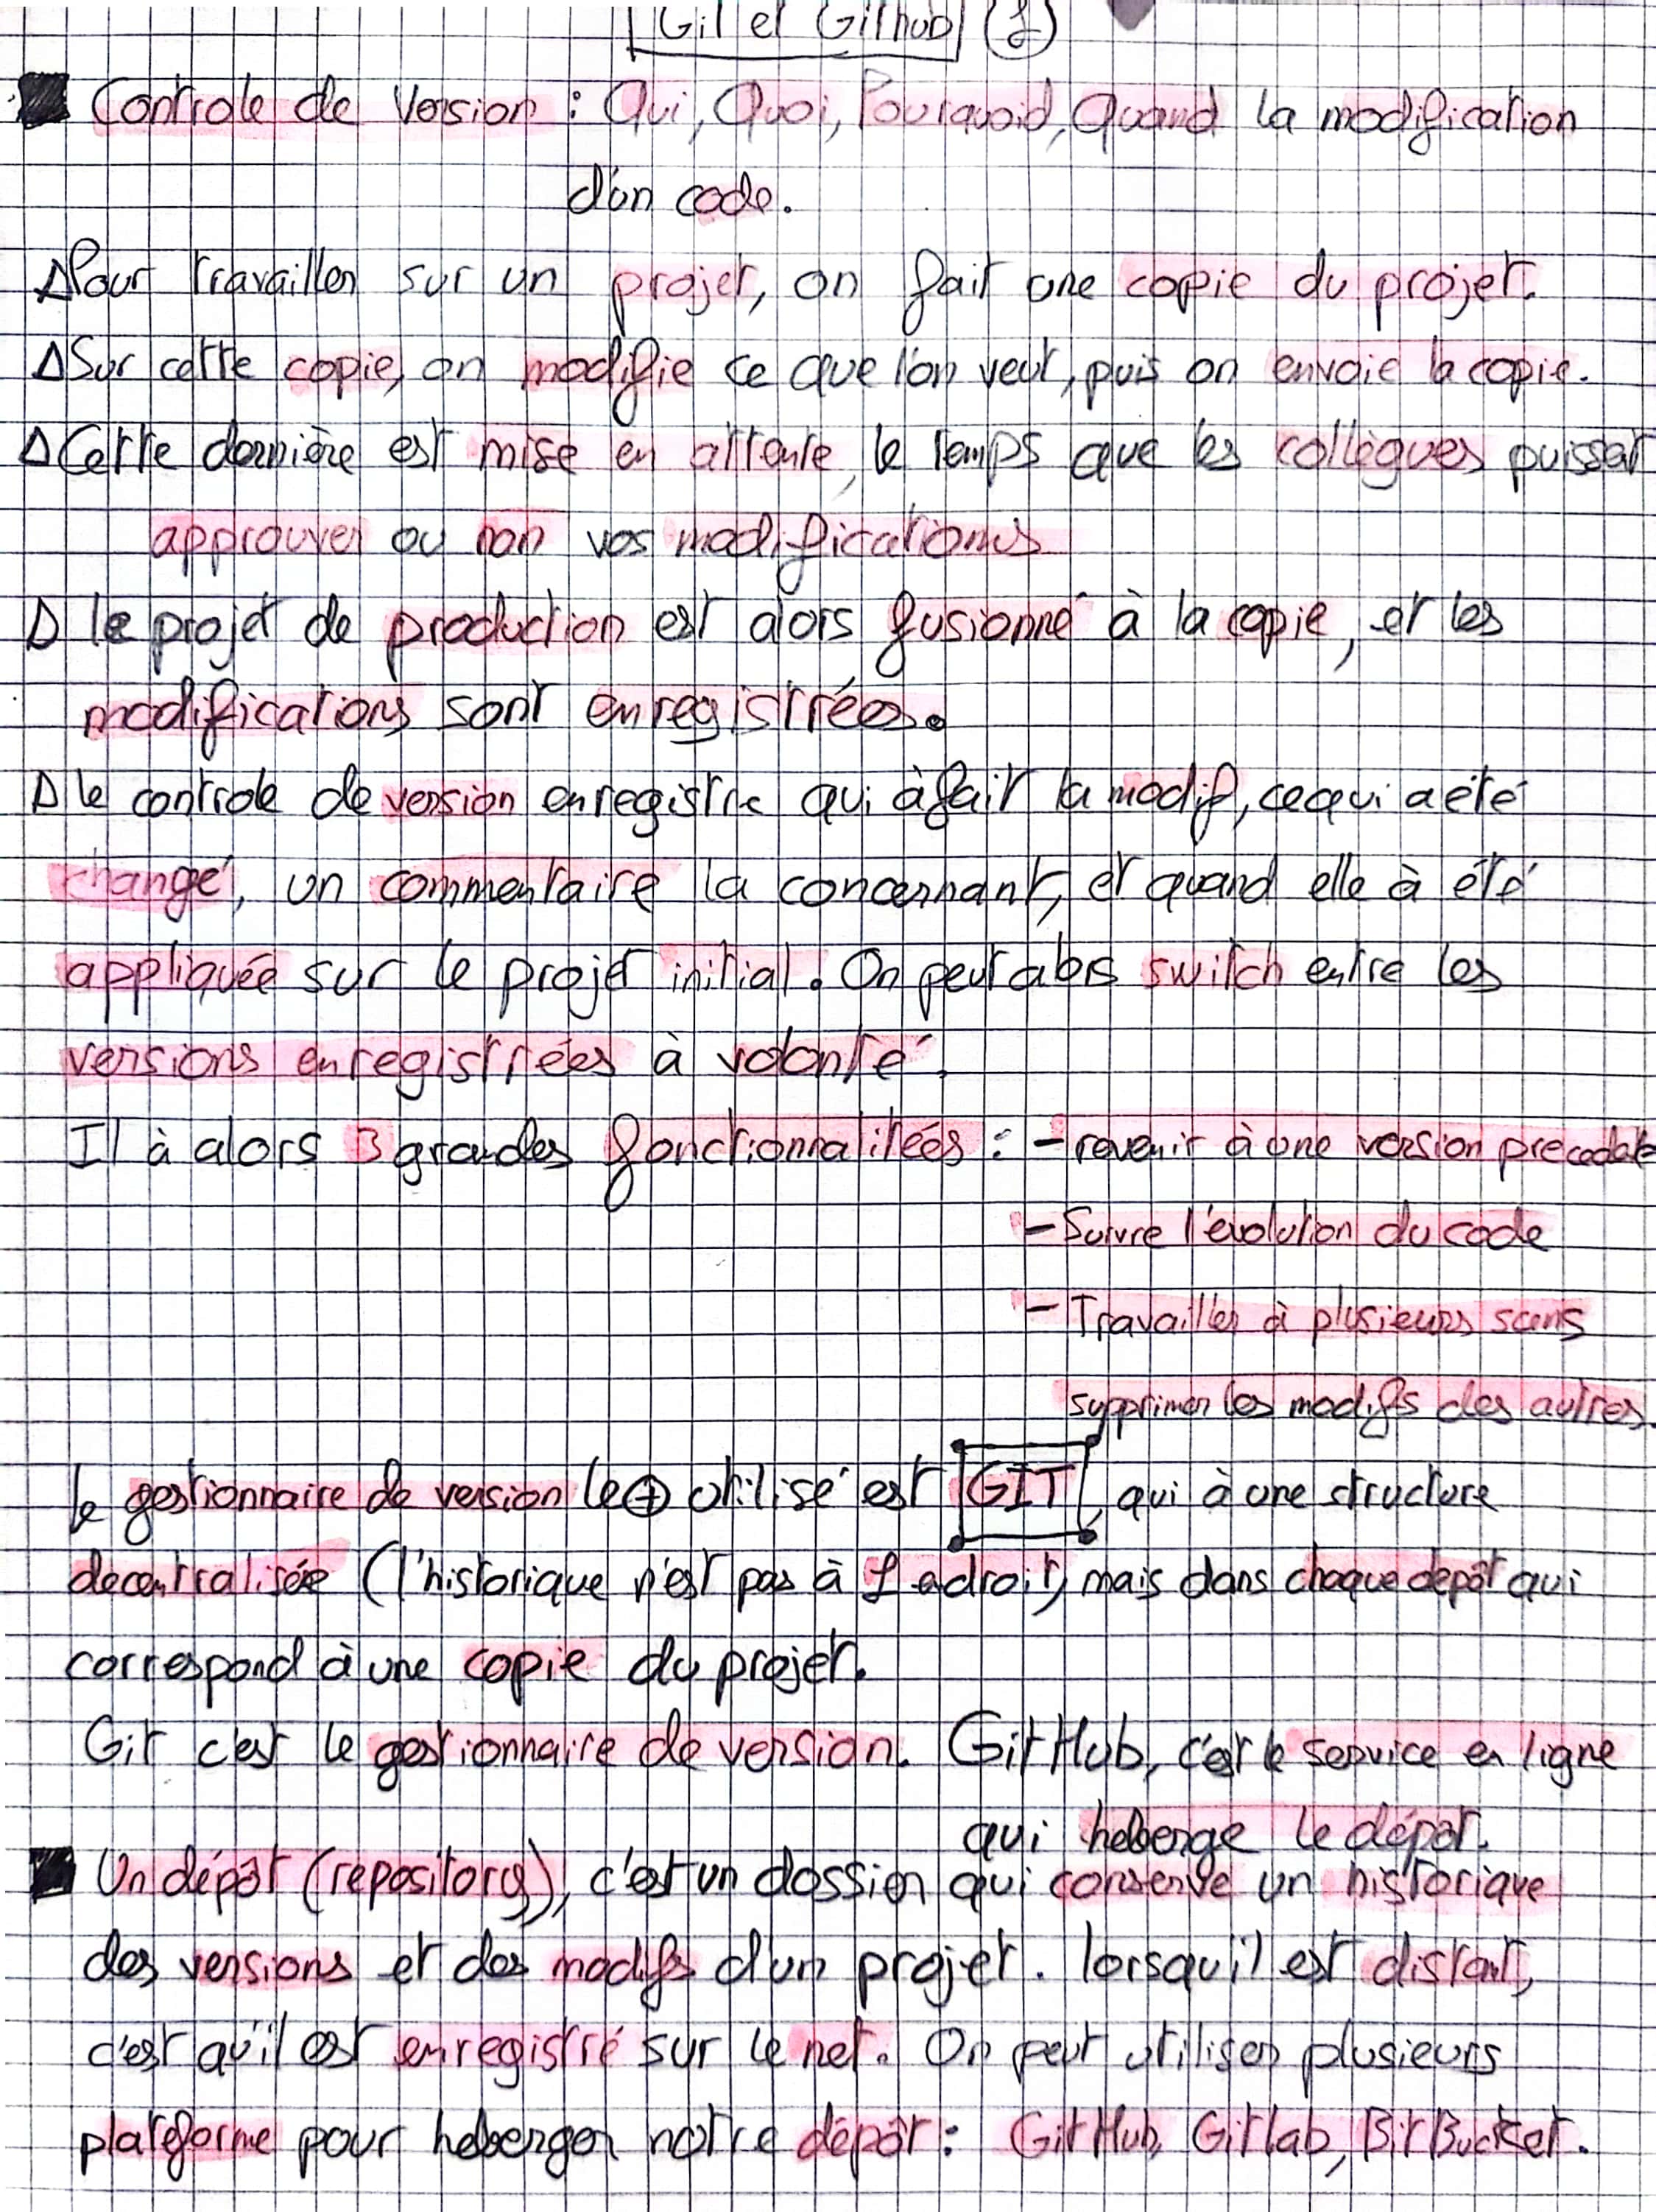 Git et Github (1)
Controle de Version : Qui, Quoi, Pourquoi, Quand la modification
d'un code.
Pour travailler sur un projet, on fait une copie du projet.
Sur cette copie, on modifie ce que l'on veut, puis on envoie la copie.
Cette dernière est mise en attente, le temps que les collègues puissent
approuver ou non vos modifications
le projet de production est alors fusionné à la copie, et les
modifications sont enregistrées.
le controle de version enregistre qui à fait la modif, ce qui a été
changé, un commentaire la concernant, et quand elle à été
appliquée sur le projet initial. On peut alors switch entre les
versions enregistrées à volonté.
Il à alors 3 grandes fonctionnalitées : - revenir à une version precedente
- Suivre l'évolution du code
- Travailler à plusieurs sans
supprimer les modifs des autres.
le gestionnaire de version le + utilisé est GIT, qui à une structure
decentralisée (l'historique n'est pas à 1 endroit, mais dans chaque depôt qui
correspond à une copie du projet.
Git c'est le gestionnaire de version. GitHub, c'est le service en ligne
qui heberge le dépôt.
Un dépôt (repository), c'est un dossier qui conserve un historique
des versions et des modifs d'un projet. lorsqu'il est distant,
c'est qu'il est enregistré sur le net. On peut utiliser plusieurs
plateforme pour heberger notre dépôt : GitHub, Gitlab, BitBucket.